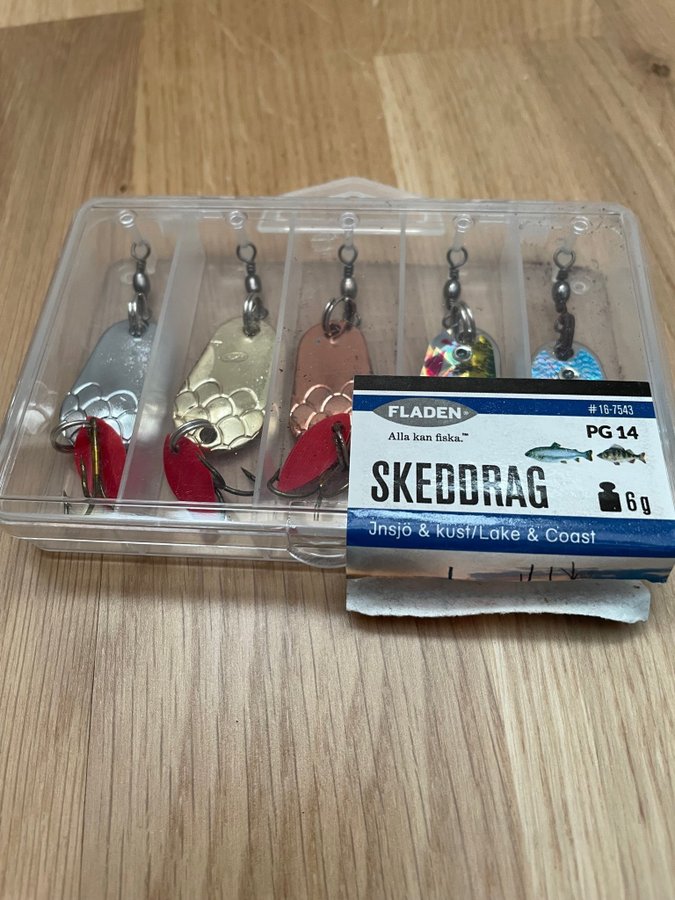 FLADEN®
#16-7543
Alla kan fiska.™
PG 14
SKEDDRAG
6g
Jnsjö & kust/Lake & Coast